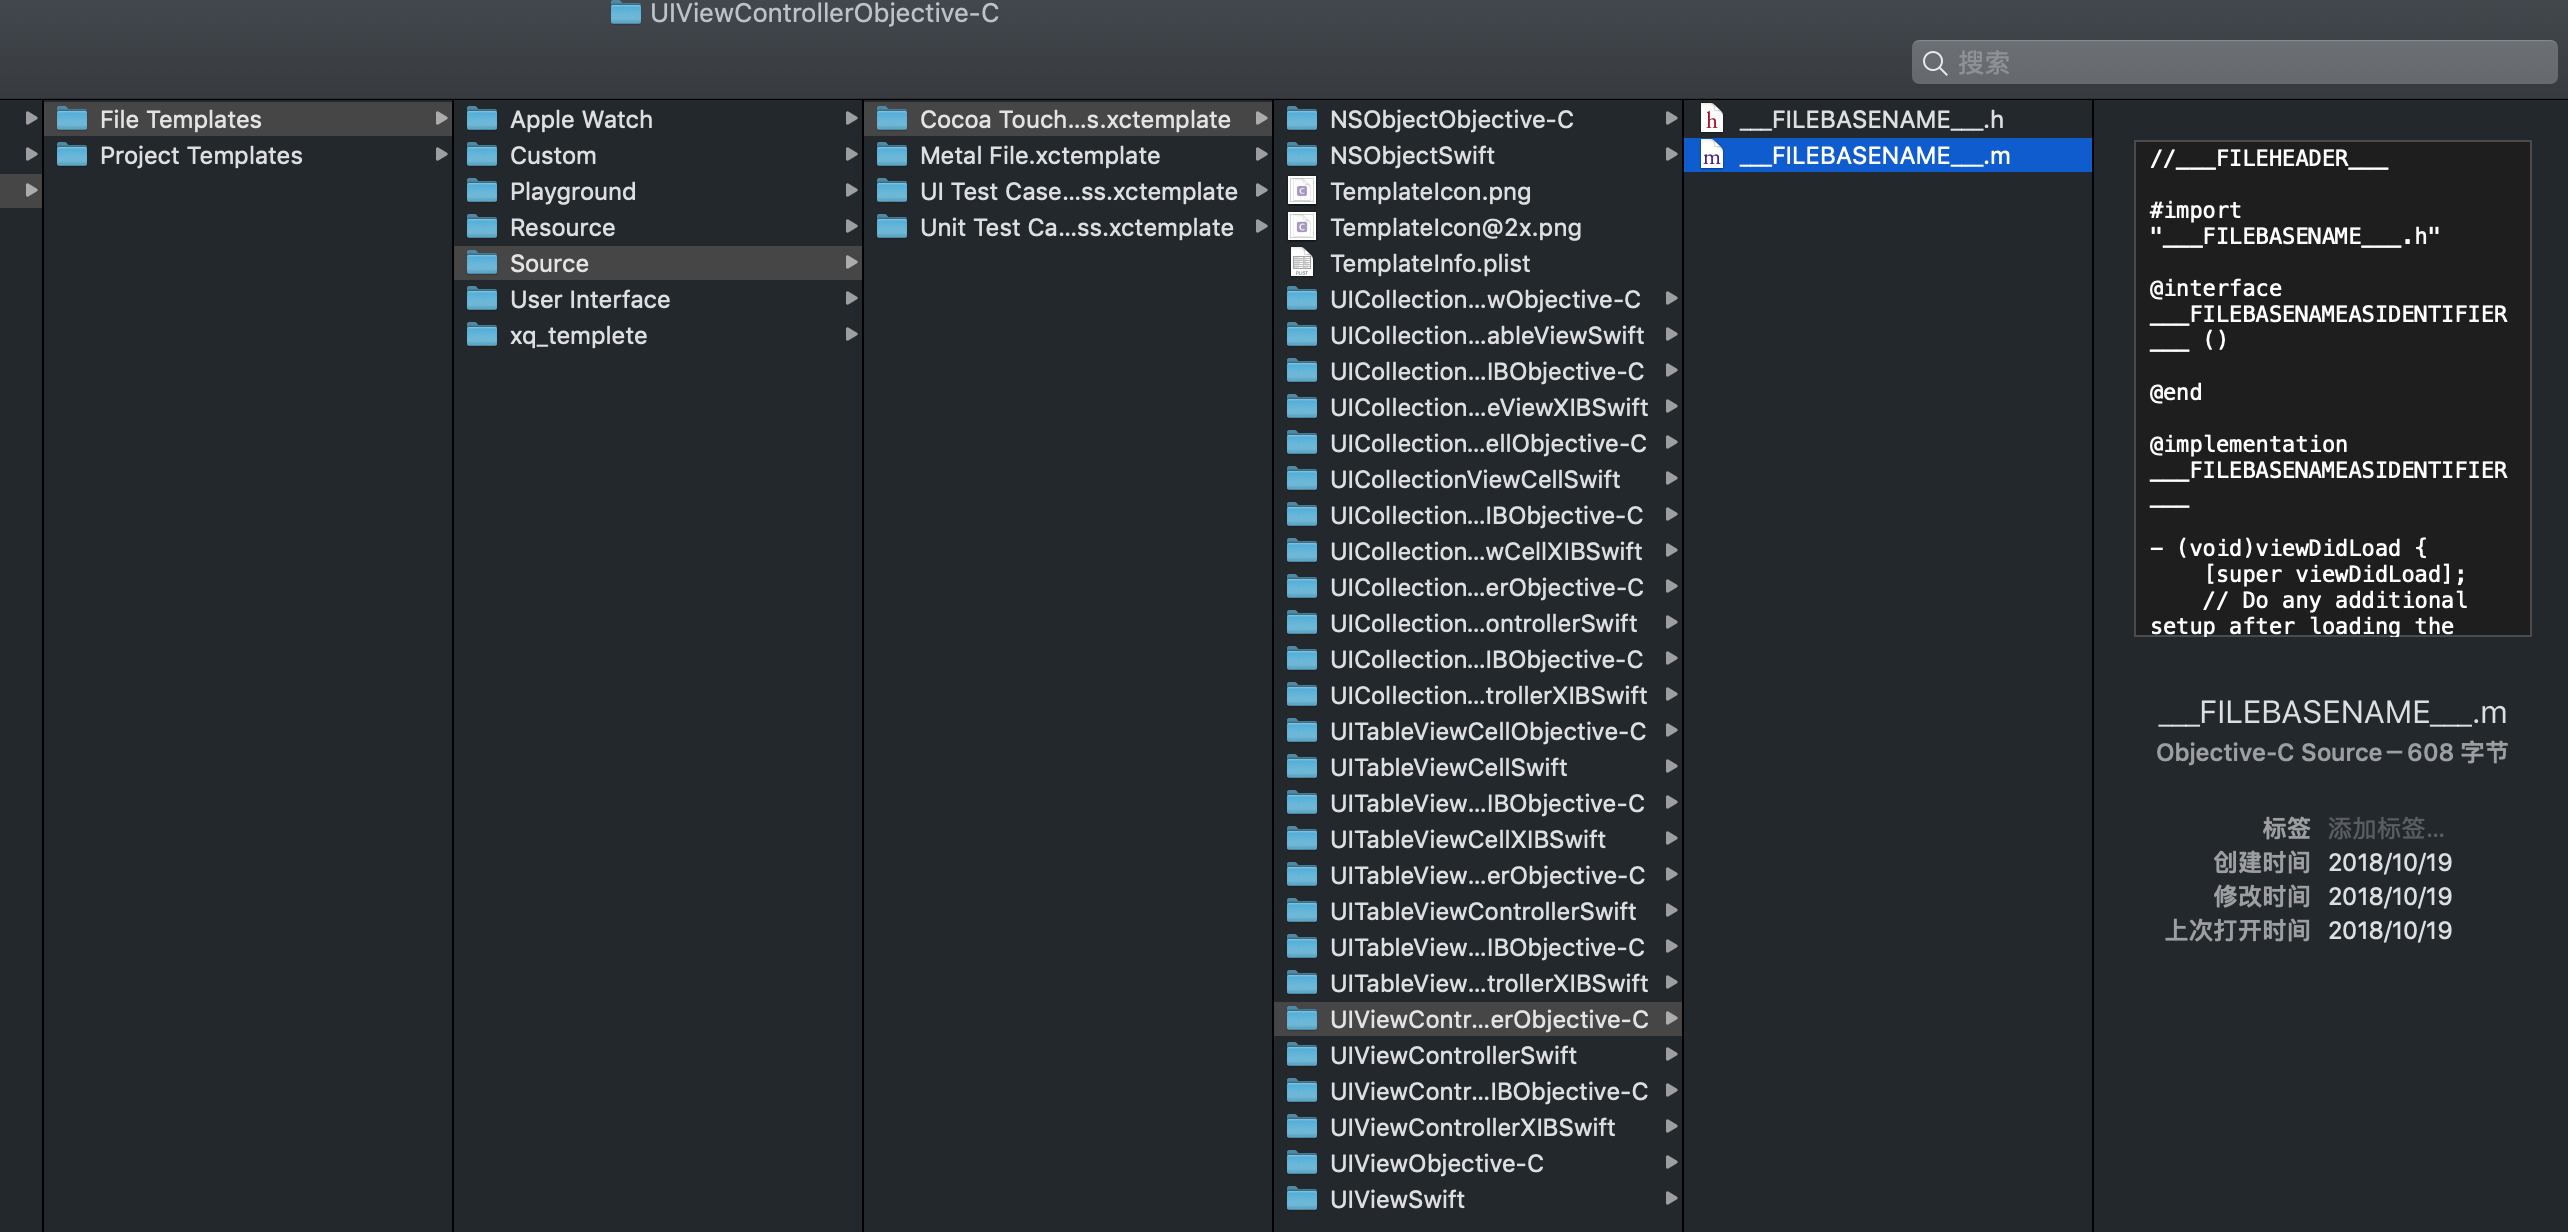 UIViewControllerObjective-C
搜索
File Templates
Project Templates
Apple Watch
Custom
Playground
Resource
Source
User Interface
xq_templete
Cocoa Touch...s.xctemplate
Metal File.xctemplate
UI Test Case...ss.xctemplate
Unit Test Ca...ss.xctemplate
NSObjectObjective-C
NSObjectSwift
TemplateIcon.png
TemplateIcon@2x.png
TemplateInfo.plist
UICollection...wObjective-C
UICollection...ableViewSwift
UICollection...IBObjective-C
UICollection...eViewXIBSwift
UICollection...ellObjective-C
UICollectionViewCellSwift
UICollection...IBObjective-C
UICollection...wCellXIBSwift
UICollection...erObjective-C
UICollection...ontrollerSwift
UICollection...IBObjective-C
UICollection...trollerXIBSwift
UITableViewCellObjective-C
UITableViewCellSwift
UITableView...IBObjective-C
UITableViewCellXIBSwift
UITableView...erObjective-C
UITableViewControllerSwift
UITableView...IBObjective-C
UITableView...trollerXIBSwift
UIViewContr...erObjective-C
UIViewControllerSwift
UIViewContr...IBObjective-C
UIViewControllerXIBSwift
UIViewObjective-C
UIViewSwift
h ___FILEBASENAME___.h
m ___FILEBASENAME___.m
//___FILEHEADER___
#import
"___FILEBASENAME___.h"
@interface
___FILEBASENAMEASIDENTIFIER
___ ()
@end
@implementation
___FILEBASENAMEASIDENTIFIER
___
- (void)viewDidLoad {
[super viewDidLoad];
// Do any additional
setup after loading the
___FILEBASENAME___.m
Objective-C Source – 608 字节
标签 添加标签...
创建时间 2018/10/19
修改时间 2018/10/19
上次打开时间 2018/10/19